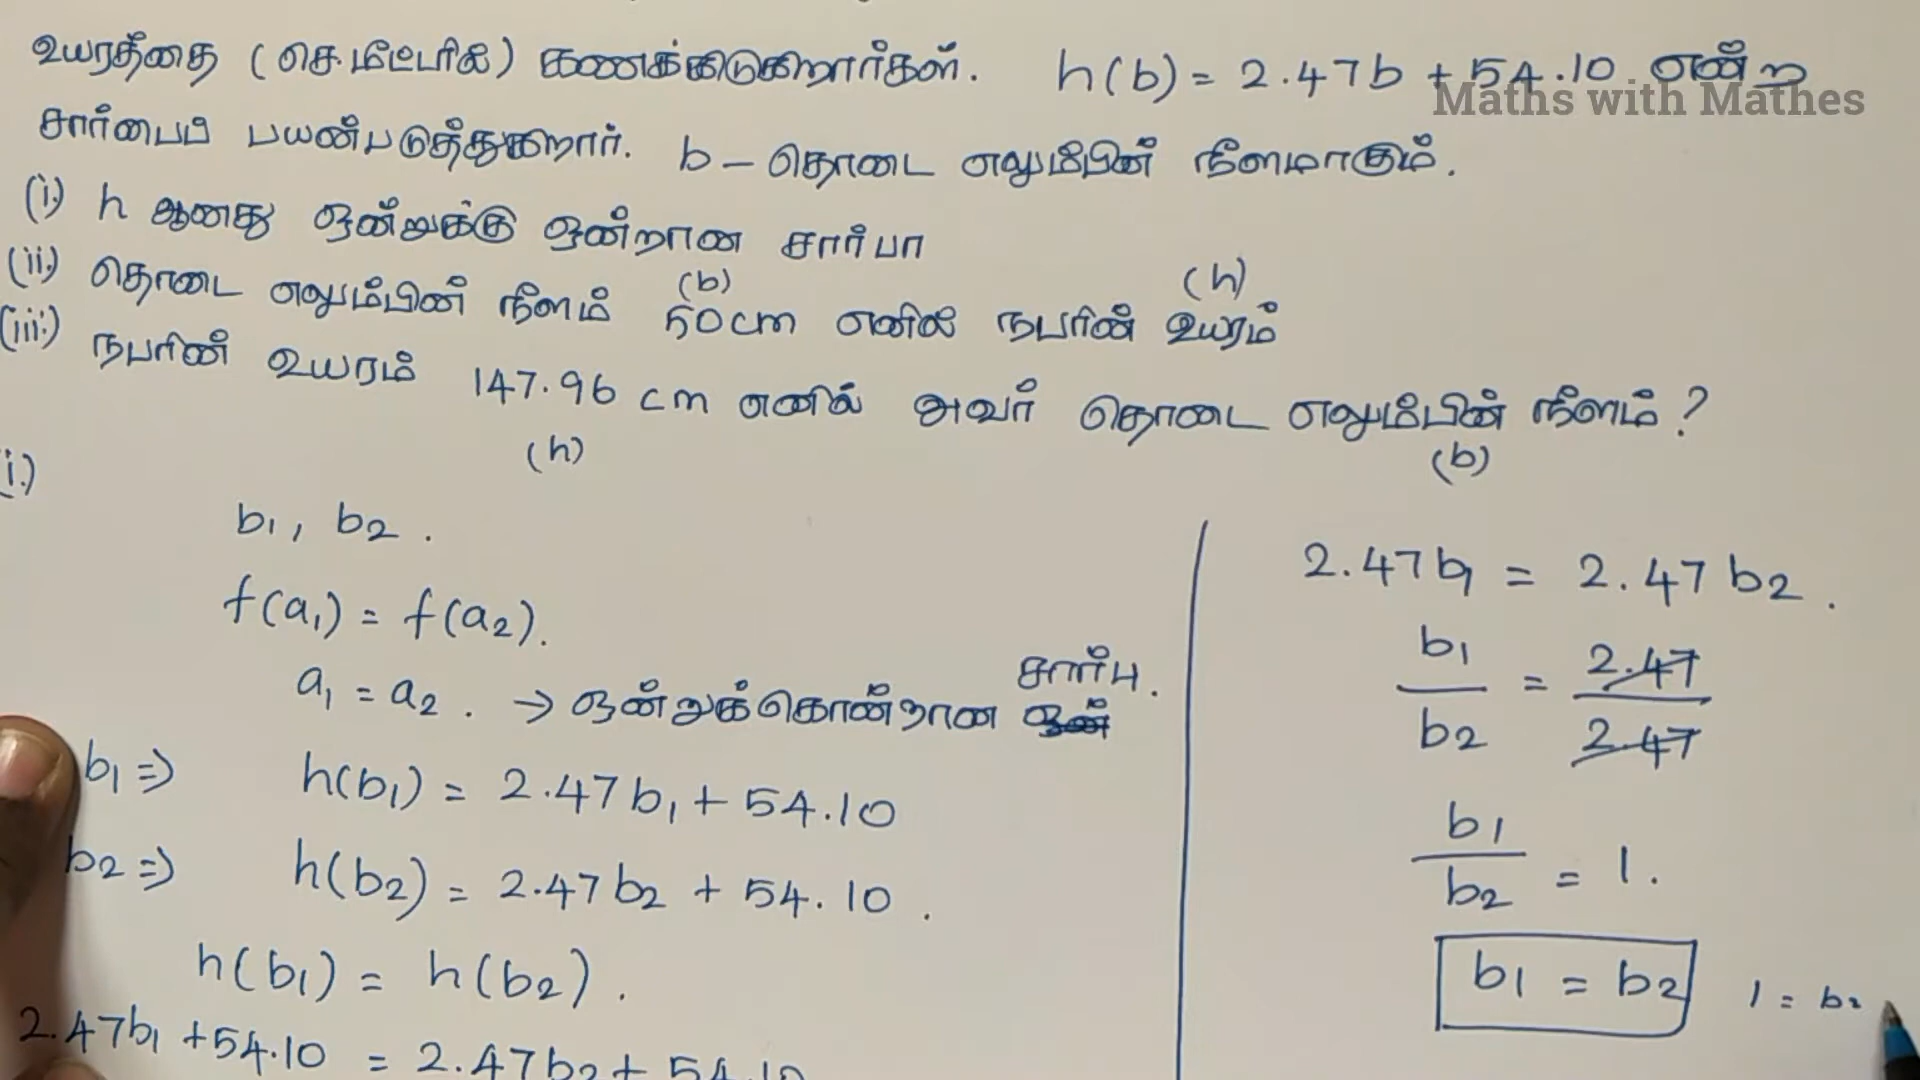 உயரத்தை (செ.மீட்டரில்) கணக்கிடுகிறார்கள். h(b) = 2.47b + 54.10 என்ற
Maths with Mathes
சார்பைப் பயன்படுத்துகிறார். b – தொடை எலும்பின் நீளமாகும்.
(i) h ஆனது ஒன்றுக்கு ஒன்றான சார்பா
(ii) தொடை எலும்பின் நீளம் 50cm எனில் நபரின் உயரம்
(b) (h)
(iii) நபரின் உயரம் 147.96 cm எனில் அவர் தொடை எலும்பின் நீளம்?
(h) (b)
i.)
b1, b2.
f(a1) = f(a2).
a1 = a2. → ஒன்றுக்கொன்றான சார்பு.
b1 ⇒ h(b1) = 2.47b1 + 54.10
b2 ⇒ h(b2) = 2.47b2 + 54.10.
h(b1) = h(b2).
2.47b1 + 54.10 = 2.47b2 + 54.10
2.47b1 = 2.47b2.
b1/b2 = 2.47/2.47
b1/b2 = 1.
b1 = b2
1 = b2